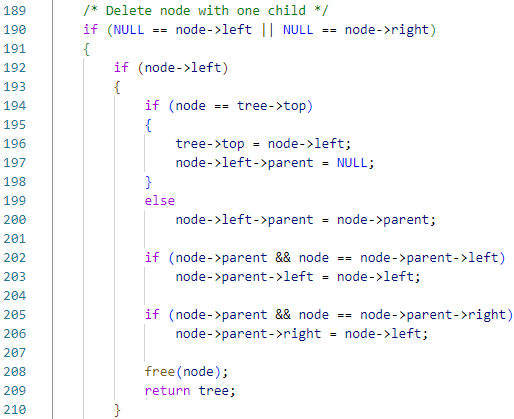 189 /* Delete node with one child */
190 if (NULL == node->left || NULL == node->right)
191 {
192 if (node->left)
193 {
194 if (node == tree->top)
195 {
196 tree->top = node->left;
197 node->left->parent = NULL;
198 }
199 else
200 node->left->parent = node->parent;
201
202 if (node->parent && node == node->parent->left)
203 node->parent->left = node->left;
204
205 if (node->parent && node == node->parent->right)
206 node->parent->right = node->left;
207
208 free(node);
209 return tree;
210 }